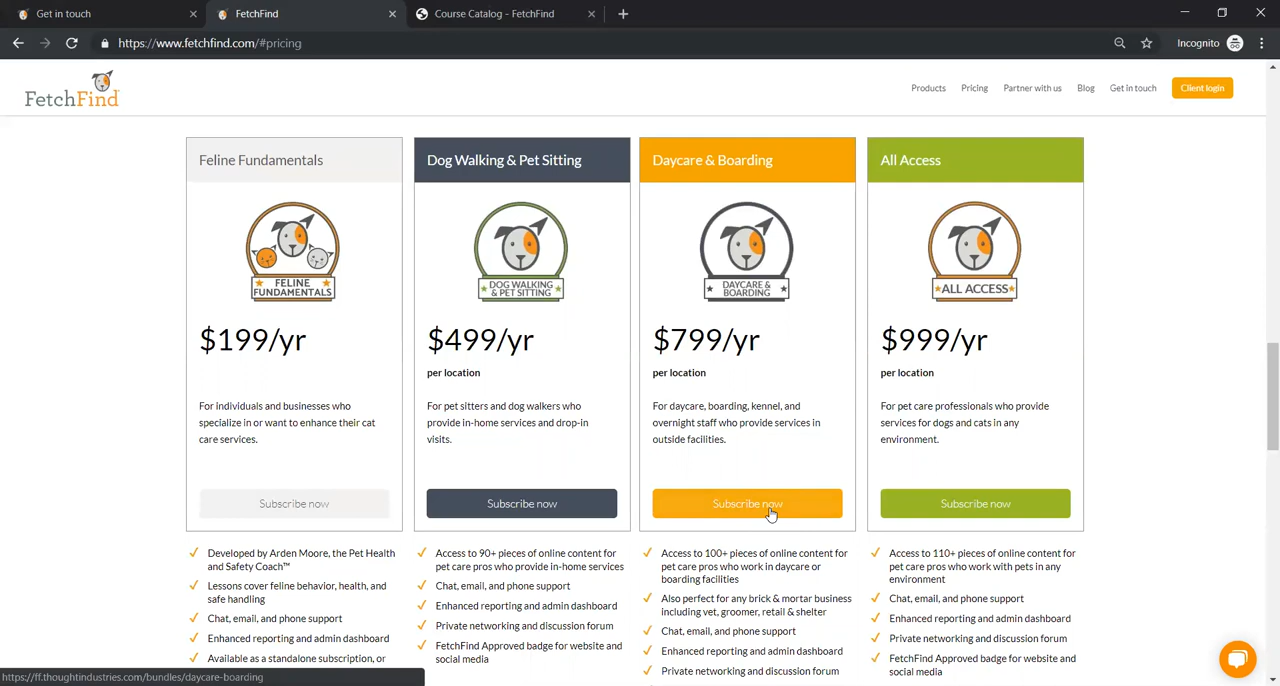 Get in touch
FetchFind
Course Catalog - FetchFind
https://www.fetchfind.com/#pricing
Incognito
FetchFind
Products
Pricing
Partner with us
Blog
Get in touch
Client login
Feline Fundamentals
FELINE
FUNDAMENTALS
$199/yr
For individuals and businesses who
specialize in or want to enhance their cat
care services.
Subscribe now
✓ Developed by Arden Moore, the Pet Health
and Safety Coach™
✓ Lessons cover feline behavior, health, and
safe handling
✓ Chat, email, and phone support
✓ Enhanced reporting and admin dashboard
✓ Available as a standalone subscription, or
Dog Walking & Pet Sitting
DOG WALKING
& PET SITTING
$499/yr
per location
For pet sitters and dog walkers who
provide in-home services and drop-in
visits.
Subscribe now
✓ Access to 90+ pieces of online content for
pet care pros who provide in-home services
✓ Chat, email, and phone support
✓ Enhanced reporting and admin dashboard
✓ Private networking and discussion forum
✓ FetchFind Approved badge for website and
social media
Daycare & Boarding
DAYCARE &
BOARDING
$799/yr
per location
For daycare, boarding, kennel, and
overnight staff who provide services in
outside facilities.
Subscribe now
✓ Access to 100+ pieces of online content for
pet care pros who work in daycare or
boarding facilities
✓ Also perfect for any brick & mortar business
including vet, groomer, retail & shelter
✓ Chat, email, and phone support
✓ Enhanced reporting and admin dashboard
✓ Private networking and discussion forum
All Access
ALL ACCESS
$999/yr
per location
For pet care professionals who provide
services for dogs and cats in any
environment.
Subscribe now
✓ Access to 110+ pieces of online content for
pet care pros who work with pets in any
environment
✓ Chat, email, and phone support
✓ Enhanced reporting and admin dashboard
✓ Private networking and discussion forum
✓ FetchFind Approved badge for website and
social media
https://ff.thoughtindustries.com/bundles/daycare-boarding